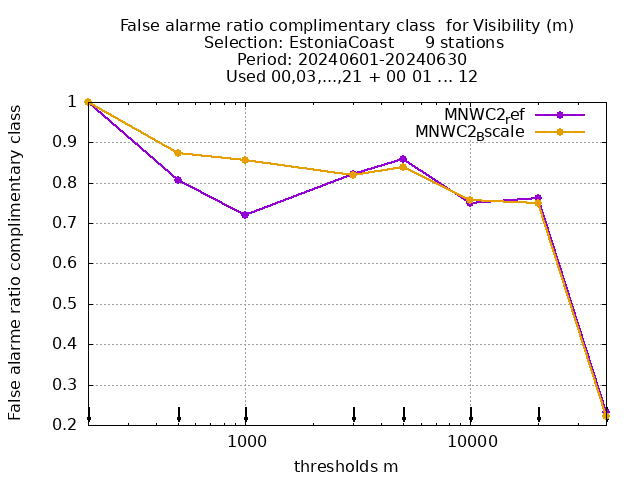 False alarme ratio complimentary class  for Visibility (m)
Selection: EstoniaCoast      9 stations
Period: 20240601-20240630
Used 00,03,...,21 + 00 01 ... 12
False alarme ratio complimentary class
MNWC2ref
MNWC2Bscale
1
0.9
0.8
0.7
0.6
0.5
0.4
0.3
0.2
1000
10000
thresholds m